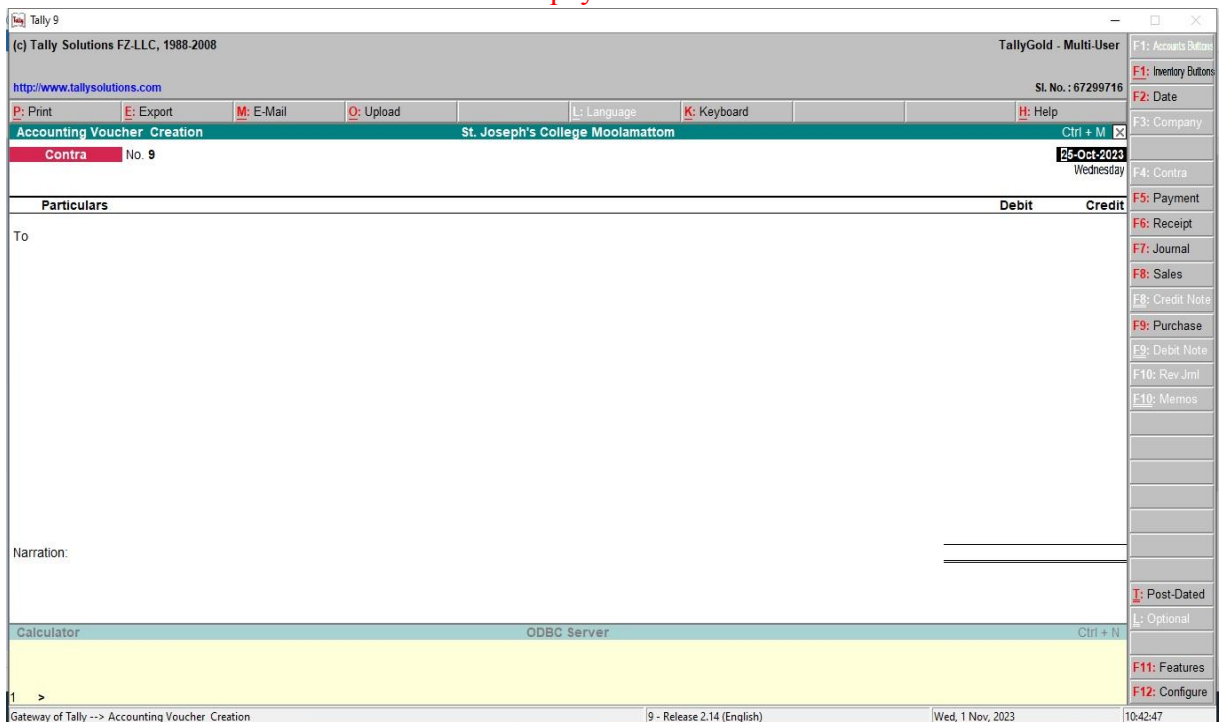 Tally 9
(c) Tally Solutions FZ-LLC, 1988-2008
TallyGold - Multi-User
http://www.tallysolutions.com
Sl. No. : 67299716
P: Print E: Export M: E-Mail O: Upload L: Language K: Keyboard H: Help
Accounting Voucher Creation St. Joseph's College Moolamattom Ctrl + M
Contra No. 9 25-Oct-2023
Wednesday
Particulars Debit Credit
To
Narration:
F1: Accounts Buttons
F1: Inventory Buttons
F2: Date
F3: Company
F4: Contra
F5: Payment
F6: Receipt
F7: Journal
F8: Sales
F8: Credit Note
F9: Purchase
F9: Debit Note
F10: Rev Jrnl
F10: Memos
T: Post-Dated
L: Optional
F11: Features
F12: Configure
Calculator ODBC Server Ctrl + N
1 >
Gateway of Tally --> Accounting Voucher Creation 9 - Release 2.14 (English) Wed, 1 Nov, 2023 10:42:47